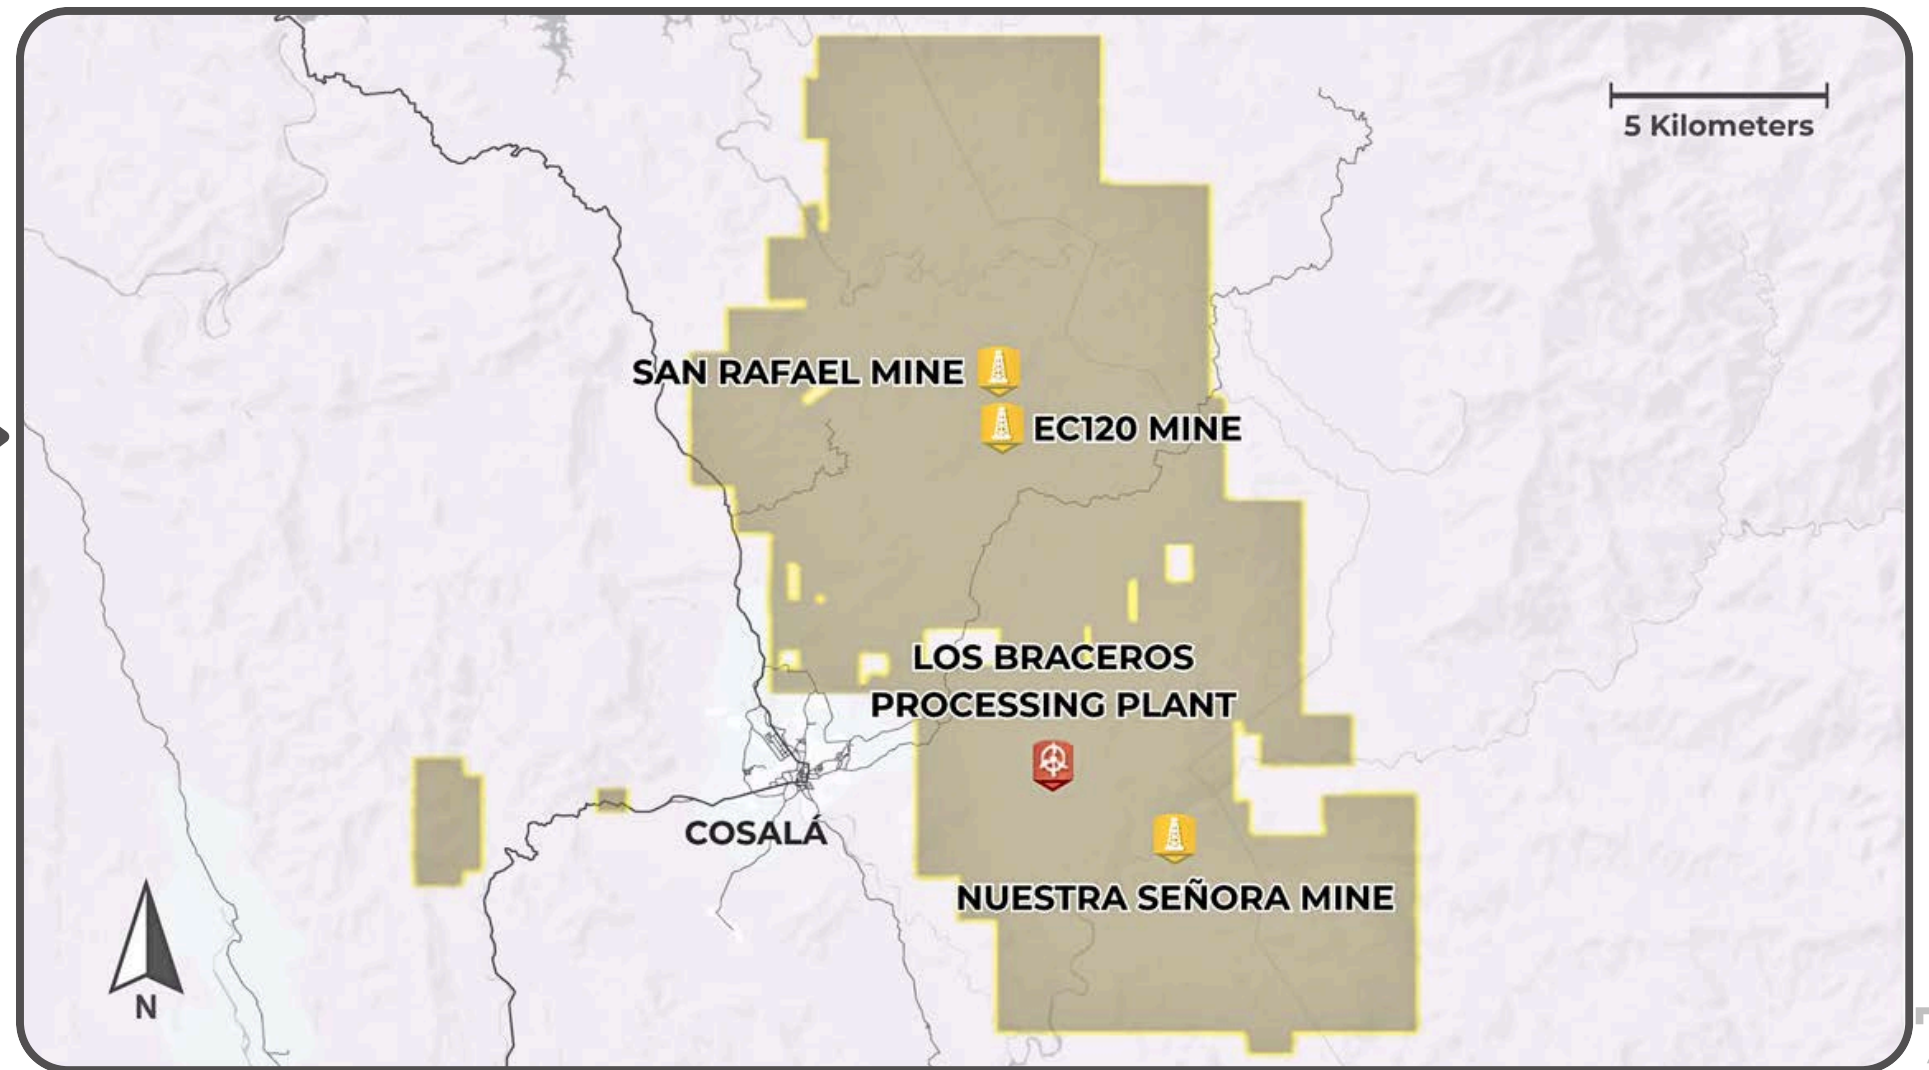 5 Kilometers
SAN RAFAEL MINE
EC120 MINE
LOS BRACEROS
PROCESSING PLANT
COSALÁ
NUESTRA SEÑORA MINE
N